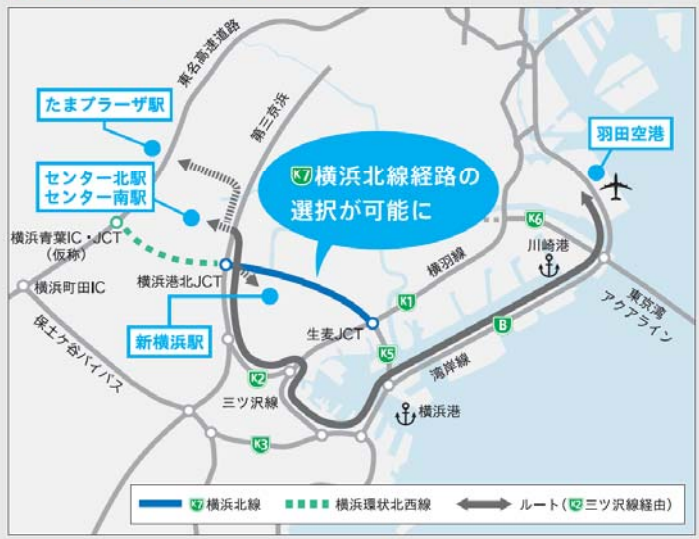 東名高速道路
たまプラーザ駅
第三京浜
羽田空港
センター北駅
センター南駅
K7横浜北線経路の
選択が可能に
横浜青葉IC・JCT
(仮称)
横浜港北JCT
横浜町田IC
K6
川崎港
横羽線
K1
東京湾
アクアライン
新横浜駅
生麦JCT
B
K5
湾岸線
保土ケ谷バイパス
K2
三ツ沢線
横浜港
K3
K7横浜北線
横浜環状北西線
ルート(K2三ツ沢線経由)